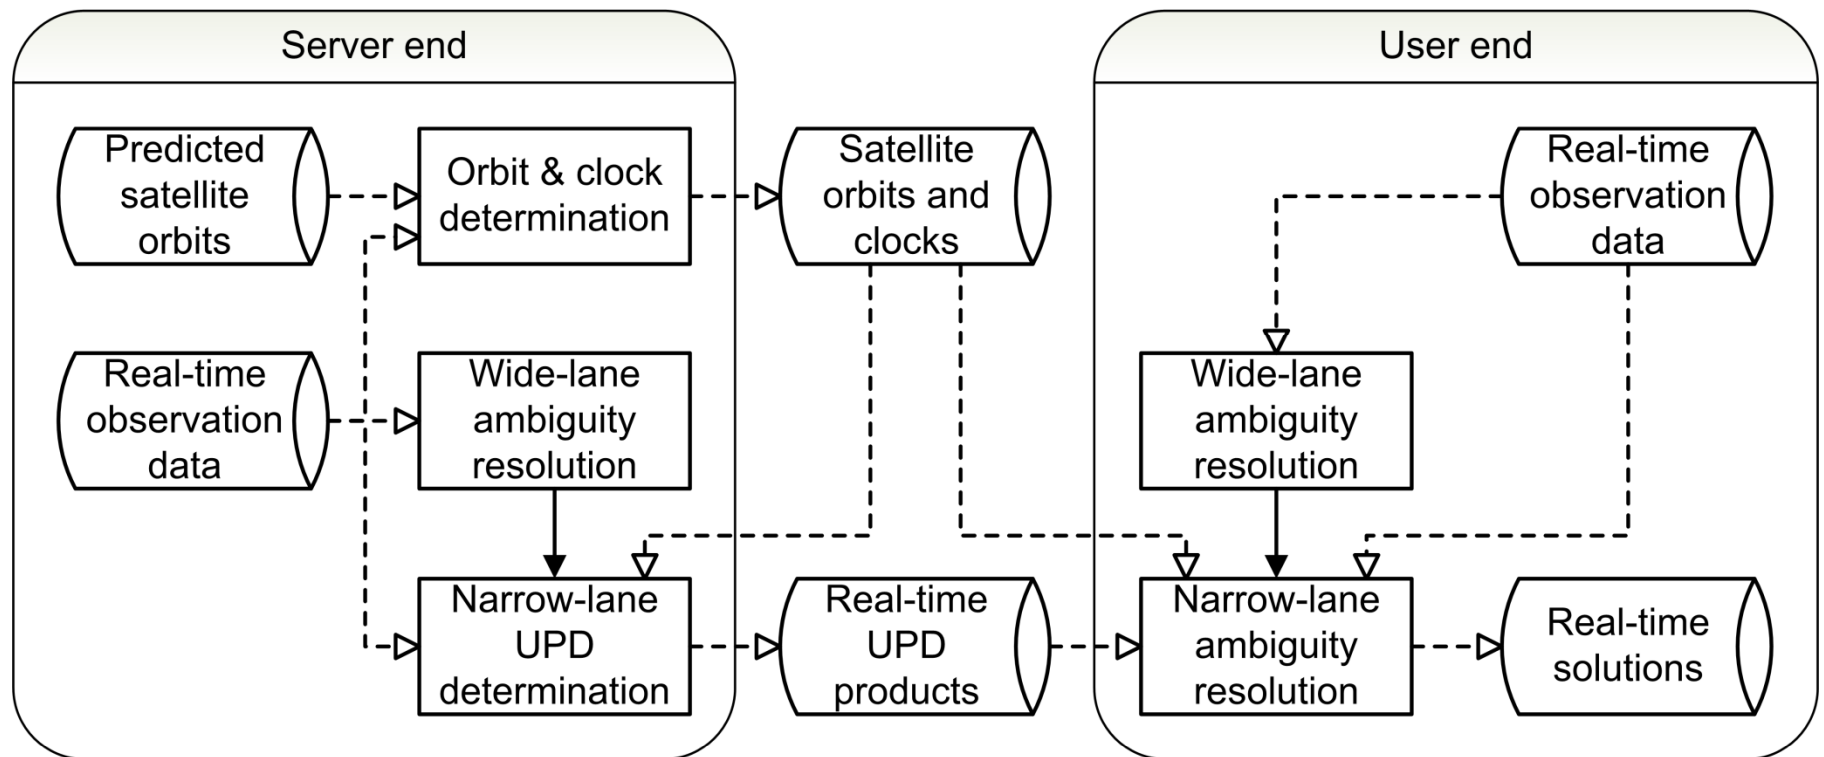 Server end
User end
Predicted
satellite
orbits
Orbit & clock
determination
Satellite
orbits and
clocks
Real-time
observation
data
Real-time
observation
data
Wide-lane
ambiguity
resolution
Wide-lane
ambiguity
resolution
Narrow-lane
UPD
determination
Real-time
UPD
products
Narrow-lane
ambiguity
resolution
Real-time
solutions